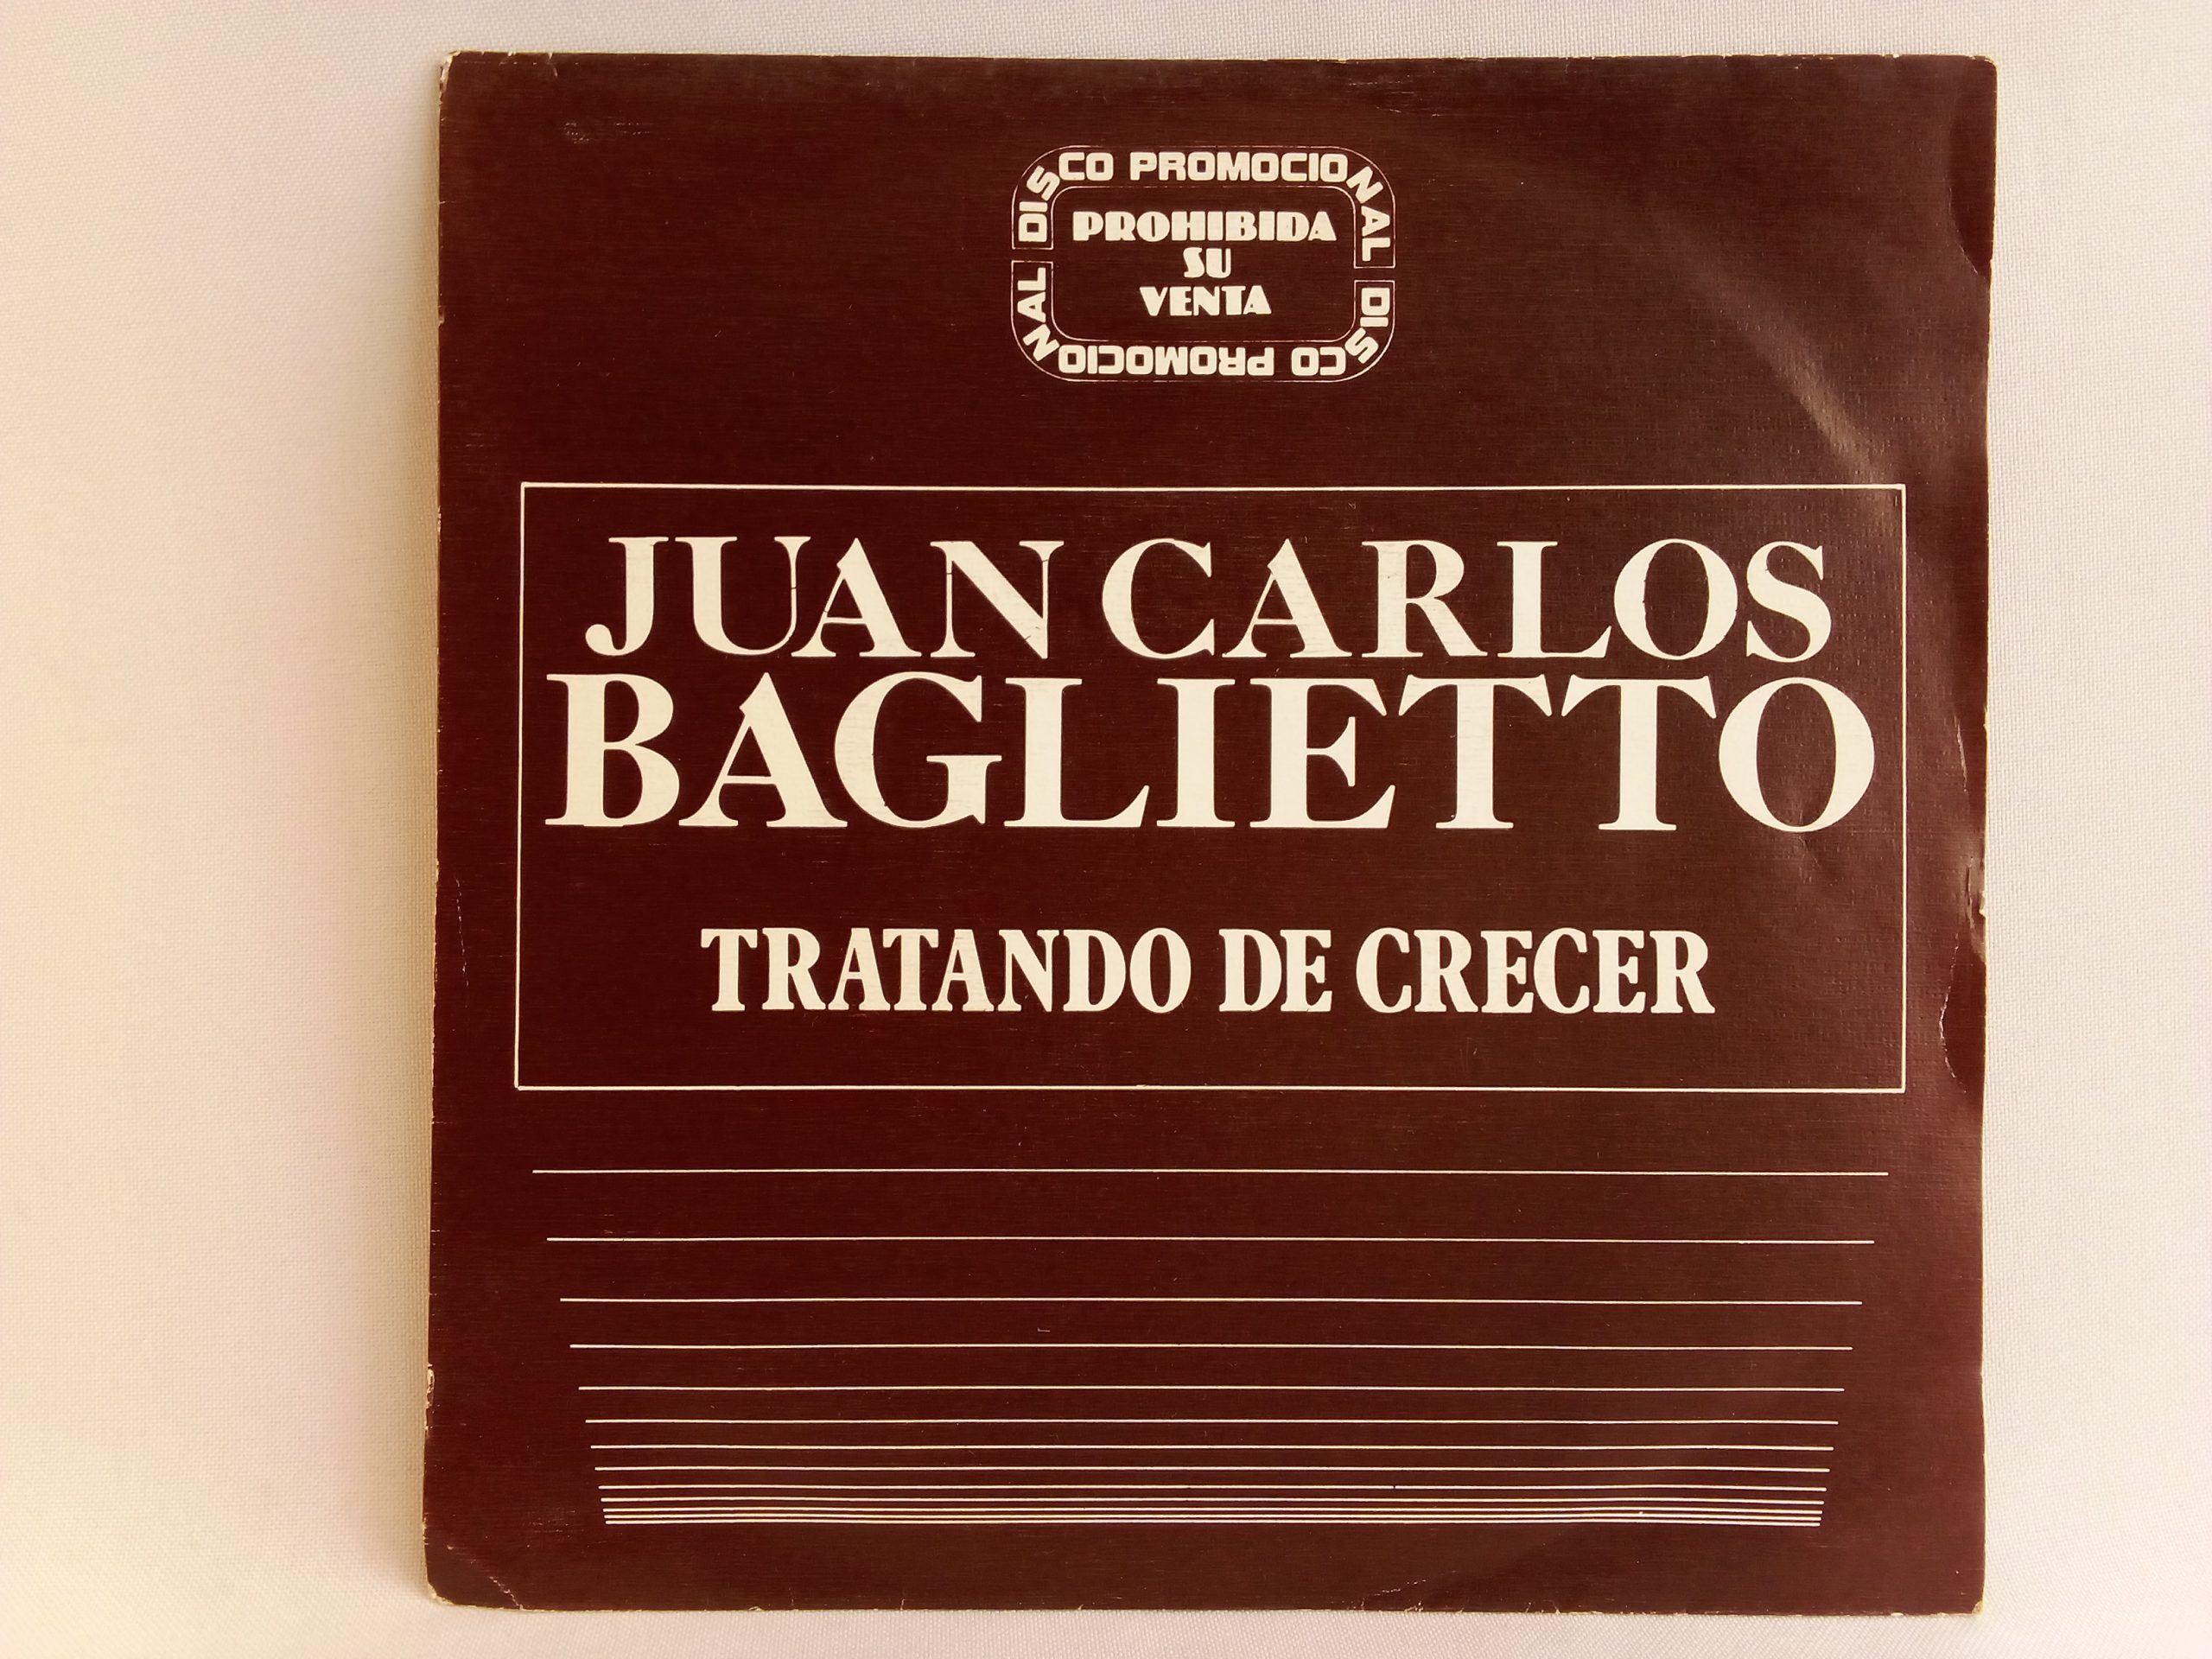 DISCO PROMOCIONAL
PROHIBIDA
SU
VENTA
DISCO PROMOCIONAL
JUAN CARLOS
BAGLIETTO
TRATANDO DE CRECER